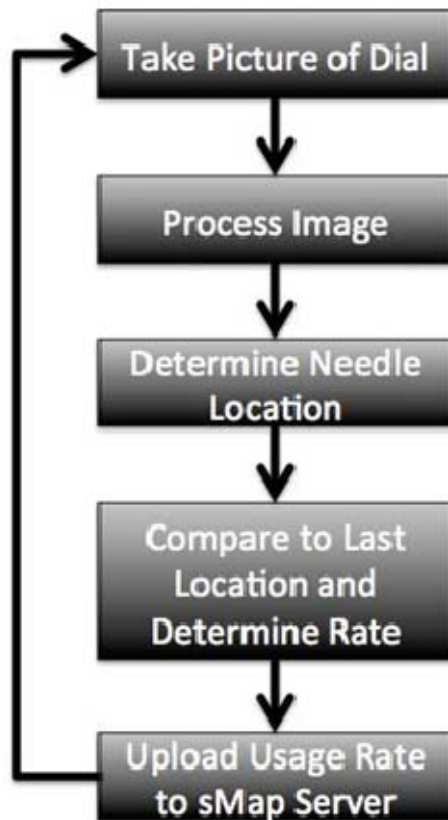 Take Picture of Dial
Process Image
Determine Needle
Location
Compare to Last
Location and
Determine Rate
Upload Usage Rate
to sMap Server